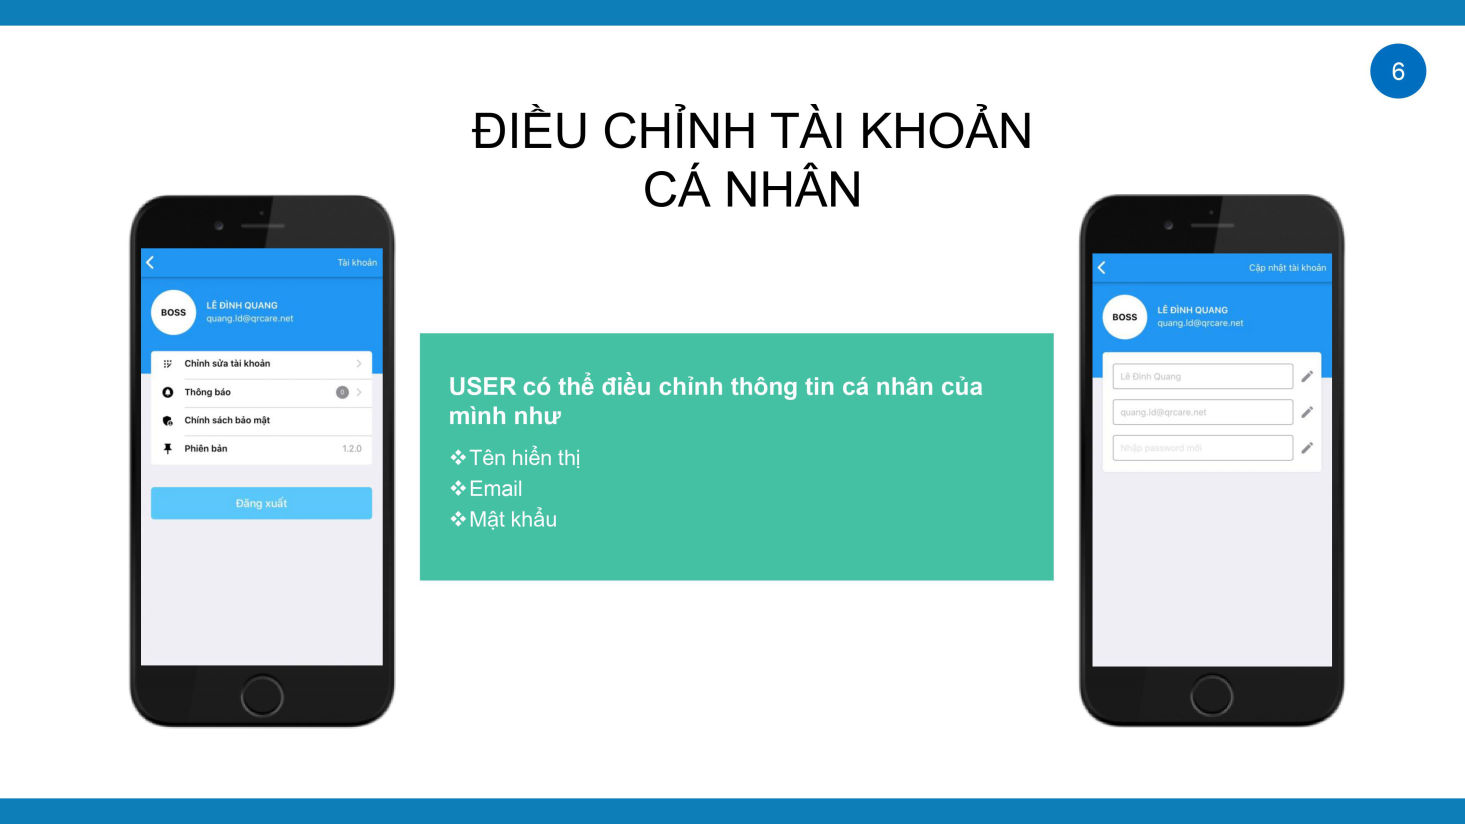 6
ĐIỀU CHỈNH TÀI KHOẢN
CÁ NHÂN
Tài khoản
BOSS
LÊ ĐÌNH QUANG
quang.ld@qrcare.net
Chỉnh sửa tài khoản
Thông báo 0
Chính sách bảo mật
Phiên bản 1.2.0
Đăng xuất
USER có thể điều chỉnh thông tin cá nhân của
mình như
❖Tên hiển thị
❖Email
❖Mật khẩu
Cập nhật tài khoản
BOSS
LÊ ĐÌNH QUANG
quang.ld@qrcare.net
Lê Đình Quang
quang.ld@qrcare.net
Nhập password mới